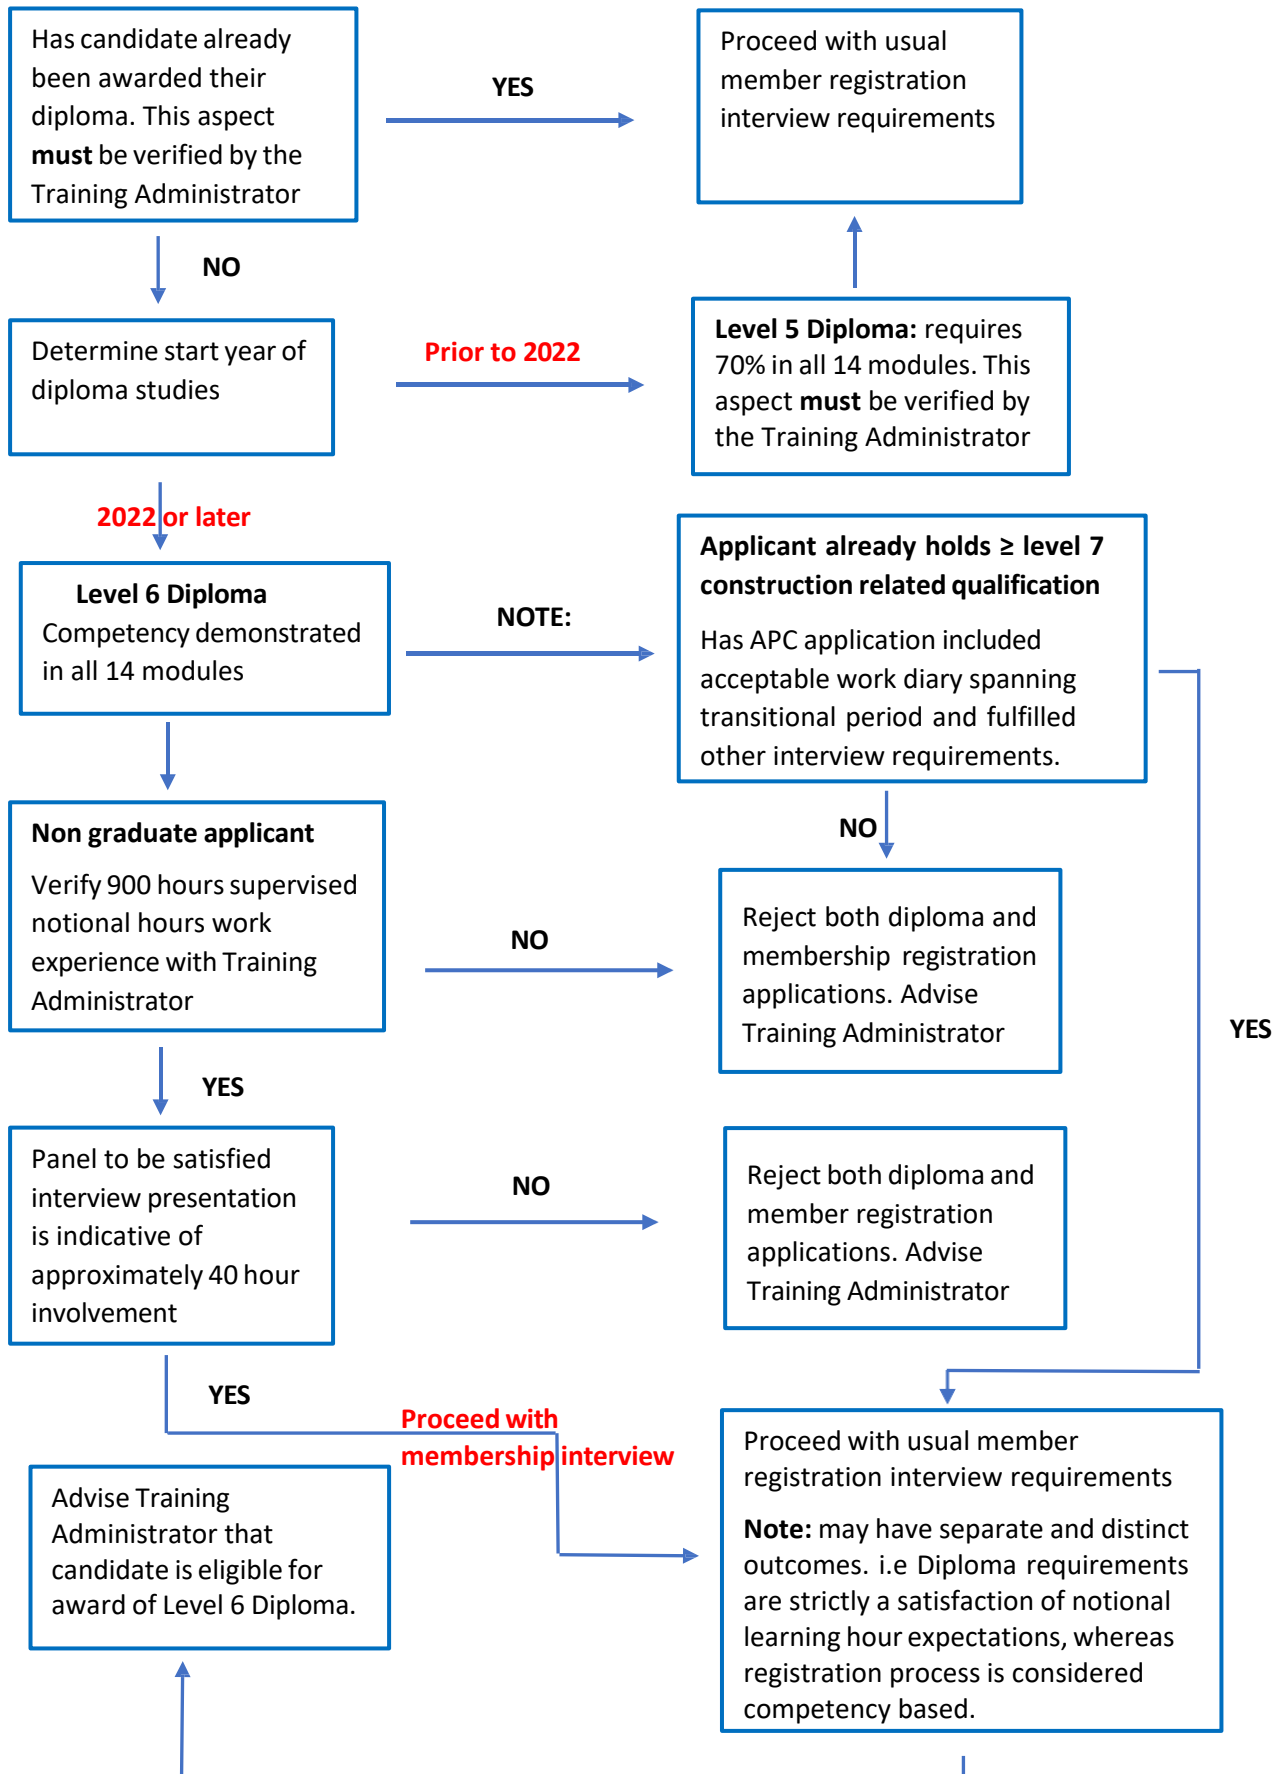 Has candidate already
been awarded their
diploma. This aspect
must be verified by the
Training Administrator
YES
Proceed with usual
member registration
interview requirements
NO
Determine start year of
diploma studies
Prior to 2022
Level 5 Diploma: requires
70% in all 14 modules. This
aspect must be verified by
the Training Administrator
2022 or later
Level 6 Diploma
Competency demonstrated
in all 14 modules
NOTE:
Applicant already holds ≥ level 7
construction related qualification
Has APC application included
acceptable work diary spanning
transitional period and fulfilled
other interview requirements.
NO
YES
Non graduate applicant
Verify 900 hours supervised
notional hours work
experience with Training
Administrator
NO
Reject both diploma and
membership registration
applications. Advise
Training Administrator
YES
Panel to be satisfied
interview presentation
is indicative of
approximately 40 hour
involvement
NO
Reject both diploma and
member registration
applications. Advise
Training Administrator
YES
Proceed with
membership interview
Advise Training
Administrator that
candidate is eligible for
award of Level 6 Diploma.
Proceed with usual member
registration interview requirements
Note: may have separate and distinct
outcomes. i.e Diploma requirements
are strictly a satisfaction of notional
learning hour expectations, whereas
registration process is considered
competency based.